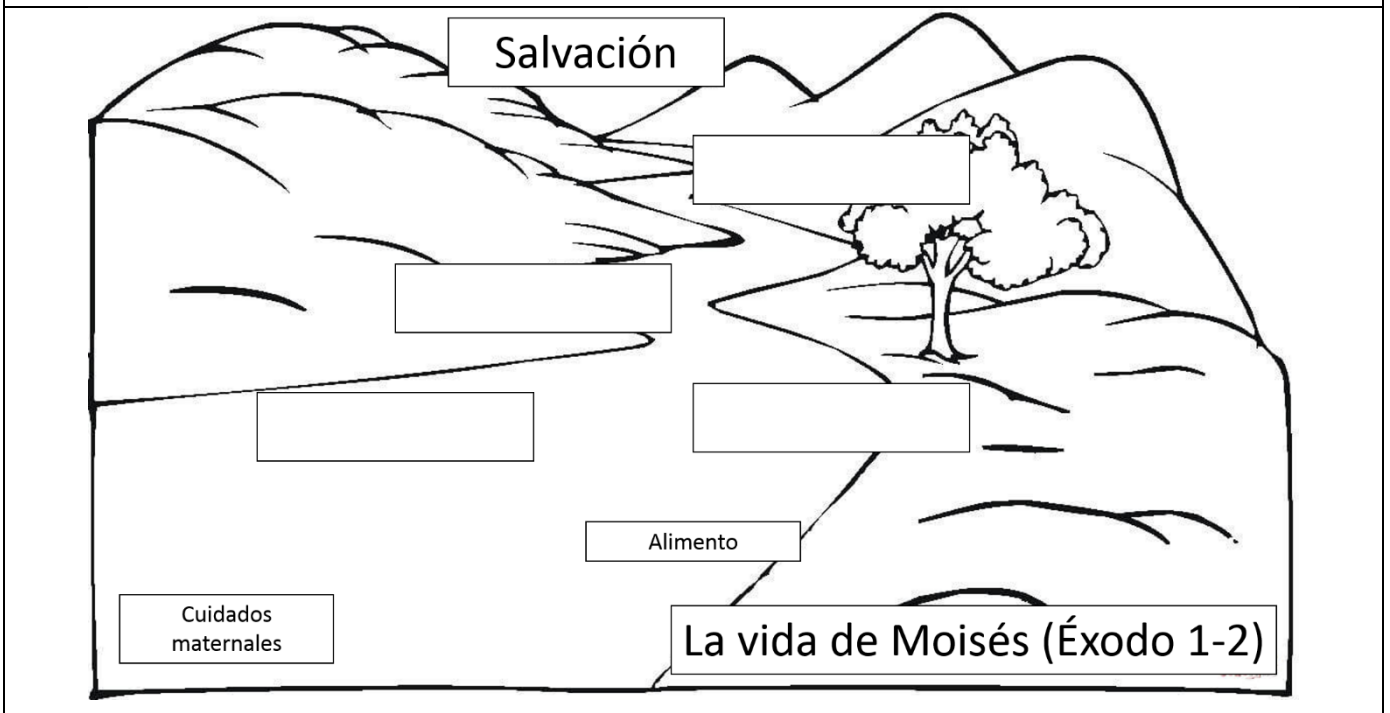 Salvación
Alimento
Cuidados
maternales
La vida de Moisés (Éxodo 1-2)